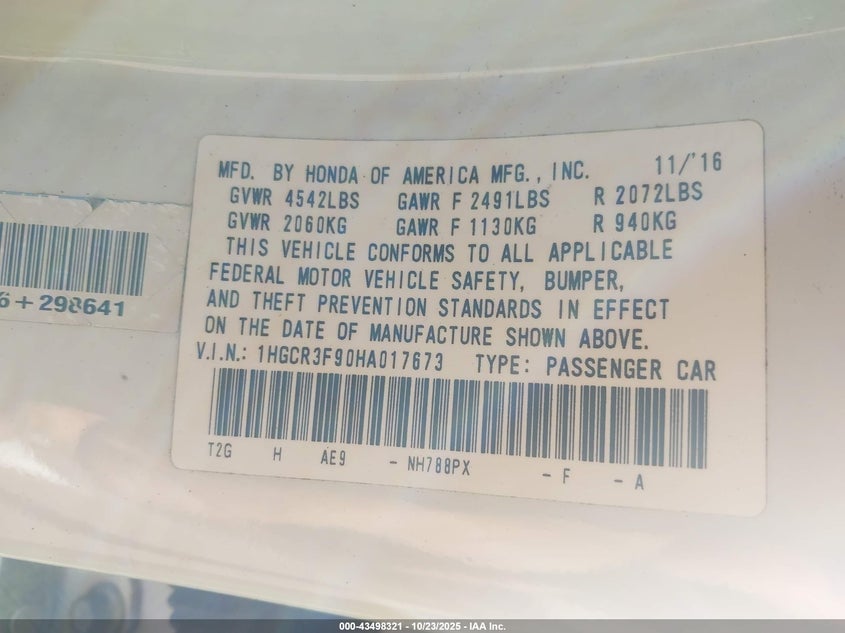 MFD. BY HONDA OF AMERICA MFG., INC. 11/'16
GVWR 4542LBS GAWR F 2491LBS R 2072LBS
GVWR 2060KG GAWR F 1130KG R 940KG
THIS VEHICLE CONFORMS TO ALL APPLICABLE
FEDERAL MOTOR VEHICLE SAFETY, BUMPER,
AND THEFT PREVENTION STANDARDS IN EFFECT
ON THE DATE OF MANUFACTURE SHOWN ABOVE.
V.I.N.: 1HGCR3F90HA017673 TYPE: PASSENGER CAR
T2G H AE9 - NH788PX - F - A
6+298641
000-43498321 - 10/23/2025 - IAA Inc.